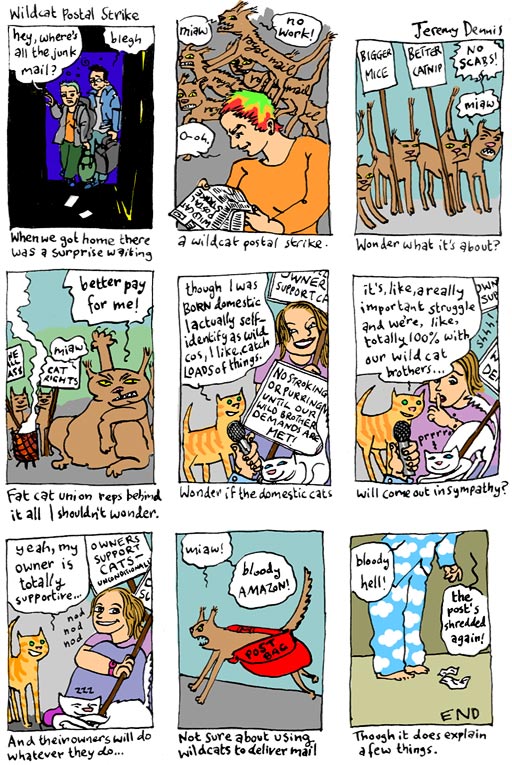 Wildcat Postal Strike
Jeremy Dennis
hey, where's
all the junk
mail?
blegh
When we got home there
was a surprise waiting
miaw
no
work!
O-oh.
a wildcat postal strike.
BIGGER
MICE
BETTER
CATNIP
NO
SCABS!
miaw
Wonder what it's about?
better pay
for me!
miaw
CAT
RIGHTS
Fat cat union reps behind
it all I shouldn't wonder.
though I was
BORN domestic
I actually self-
identify as wild
cos, I like, catch
LOADS of things.
OWNER
SUPPORT CA
NO STROKING
OR PURRING
UNTIL OUR
WILD BROTHER
DEMANDS ARE
MET!
Wonder if the domestic cats
it's, like, a really
important struggle
and we're, like,
totally 100% with
our wild cat
brothers...
prrrrr
Will come out in sympathy?
yeah, my
owner is
totally
supportive...
OWNERS
SUPPORT
CATS-
UNCONDITIONALLY
nod
nod
nod
zzz
And their owners will do
whatever they do...
miaw!
bloody
AMAZON!
POST
BAG
Not sure about using
wildcats to deliver mail
bloody
hell!
the
post's
shredded
again!
END
Though it does explain
a few things.